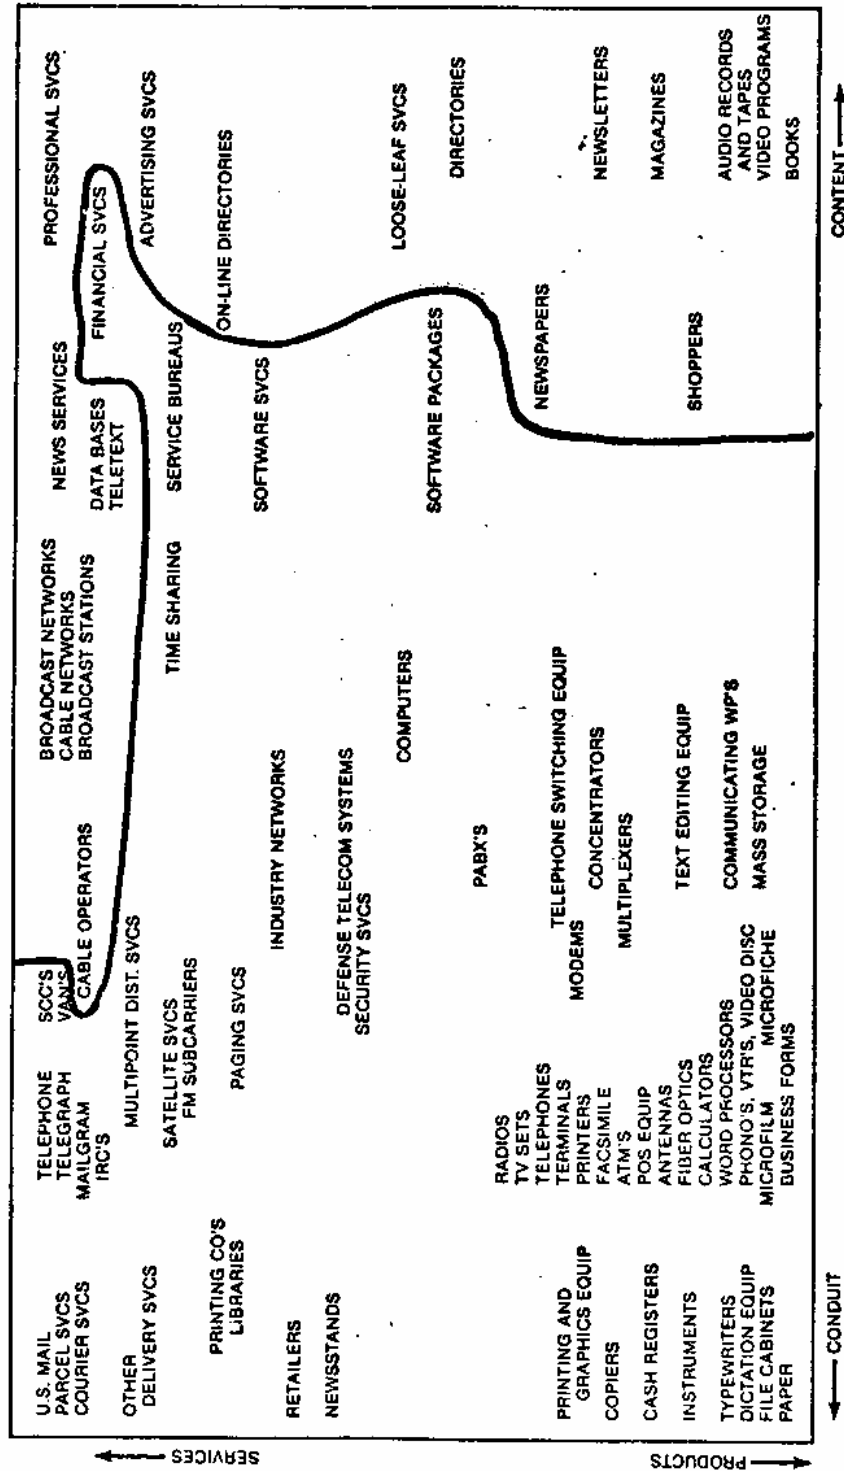 U.S. MAIL
PARCEL SVCS
COURIER SVCS
OTHER
DELIVERY SVCS
PRINTING CO'S
LIBRARIES
RETAILERS
NEWSSTANDS
PRINTING AND
GRAPHICS EQUIP
COPIERS
CASH REGISTERS
INSTRUMENTS
TYPEWRITERS
DICTATION EQUIP
FILE CABINETS
PAPER
TELEPHONE
TELEGRAPH
MAILGRAM
IRC'S
SCC'S
VAN'S
CABLE OPERATORS
MULTIPOINT DIST. SVCS
SATELLITE SVCS
FM SUBCARRIERS
PAGING SVCS
INDUSTRY NETWORKS
DEFENSE TELECOM SYSTEMS
SECURITY SVCS
RADIOS
TV SETS
TELEPHONES
TERMINALS
PRINTERS
FACSIMILE
ATM'S
POS EQUIP
ANTENNAS
FIBER OPTICS
CALCULATORS
WORD PROCESSORS
PHONO'S, VTR'S, VIDEO DISC
MICROFILM MICROFICHE
BUSINESS FORMS
PABX'S
MODEMS
TELEPHONE SWITCHING EQUIP
CONCENTRATORS
MULTIPLEXERS
TEXT EDITING EQUIP
COMMUNICATING WP'S
MASS STORAGE
BROADCAST NETWORKS
CABLE NETWORKS
BROADCAST STATIONS
TIME SHARING
COMPUTERS
NEWS SERVICES
DATA BASES
TELETEXT
SERVICE BUREAUS
SOFTWARE SVCS
SOFTWARE PACKAGES
NEWSPAPERS
SHOPPERS
PROFESSIONAL SVCS
FINANCIAL SVCS
ADVERTISING SVCS
ON-LINE DIRECTORIES
LOOSE-LEAF SVCS
DIRECTORIES
NEWSLETTERS
MAGAZINES
AUDIO RECORDS
AND TAPES
VIDEO PROGRAMS
BOOKS
SERVICES
PRODUCTS
CONDUIT
CONTENT